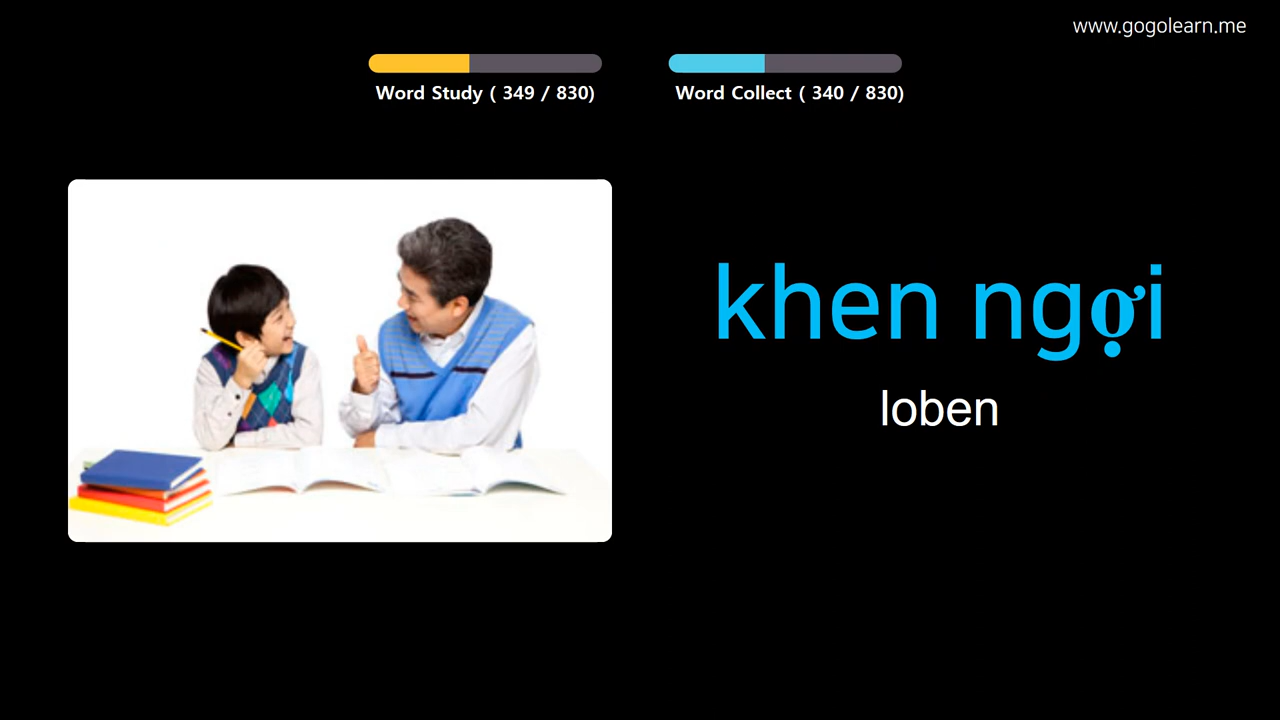 www.gogolearn.me
Word Study ( 349 / 830)
Word Collect ( 340 / 830)
khen ngợi
loben